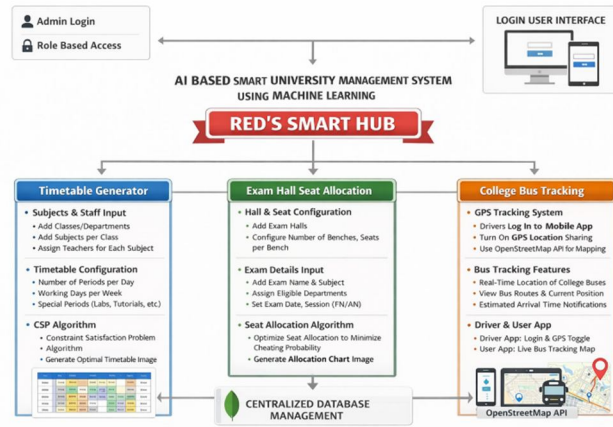 Admin Login
Role Based Access
LOGIN USER INTERFACE
AI BASED SMART UNIVERSITY MANAGEMENT SYSTEM
USING MACHINE LEARNING
RED'S SMART HUB
Timetable Generator
• Subjects & Staff Input
• Add Classes/Departments
• Add Subjects per Class
• Assign Teachers for Each Subject
• Timetable Configuration
• Number of Periods per Day
• Working Days per Week
• Special Periods (Labs, Tutorials, etc.)
• CSP Algorithm
• Constraint Satisfaction Problem
• Algorithm
• Generate Optimal Timetable Image
Exam Hall Seat Allocation
• Hall & Seat Configuration
• Add Exam Halls
• Configure Number of Benches, Seats
per Bench
• Exam Details Input
• Add Exam Name & Subject
• Assign Eligible Departments
• Set Exam Date, Session (FN/AN)
• Seat Allocation Algorithm
• Optimize Seat Allocation to Minimize
Cheating Probability
• Generate Allocation Chart Image
College Bus Tracking
• GPS Tracking System
• Drivers Log In to Mobile App
• Turn On GPS Location Sharing
• Use OpenStreetMap API for Mapping
• Bus Tracking Features
• Real-Time Location of Buses
• View Bus Routes & Current Position
• Estimated Arrival Time Notifications
• Driver & User App
• Driver App: Login & GPS Toggle
• User App: Live Bus Tracking Map
OpenStreetMap API
CENTRALIZED DATABASE
MANAGEMENT